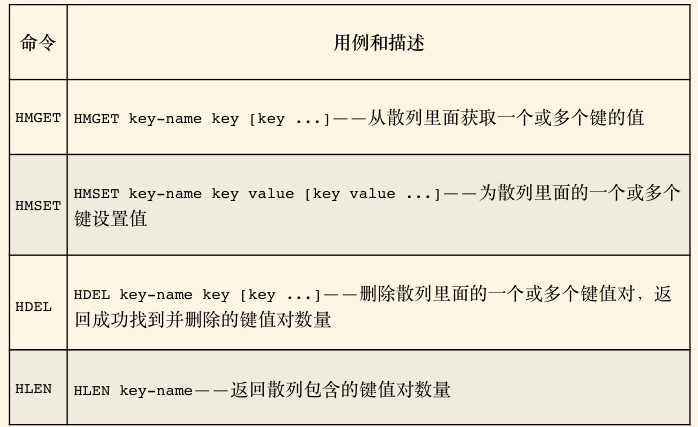 命令 用例和描述
HMGET HMGET key-name key [key ...]——从散列里面获取一个或多个键的值
HMSET HMSET key-name key value [key value ...]——为散列里面的一个或多个
键设置值
HDEL HDEL key-name key [key ...]——删除散列里面的一个或多个键值对，返
回成功找到并删除的键值对数量
HLEN HLEN key-name——返回散列包含的键值对数量